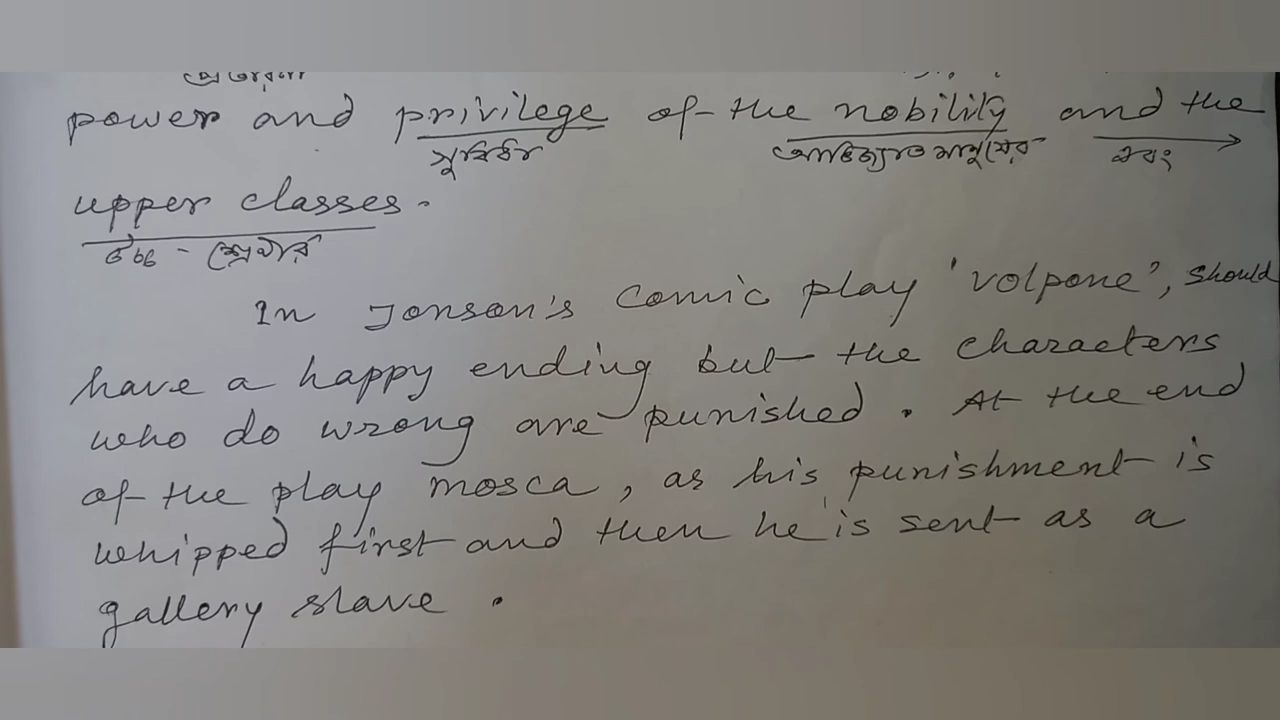 power and privilege of the nobility and the
এবং
upper classes.
উচ্চ - শ্রেণীর
In Jonson's Comic play 'volpone', should
have a happy ending but the characters
who do wrong are punished. At the end
of the play mosca, as his punishment is
whipped first and then he is sent as a
gallery slave.